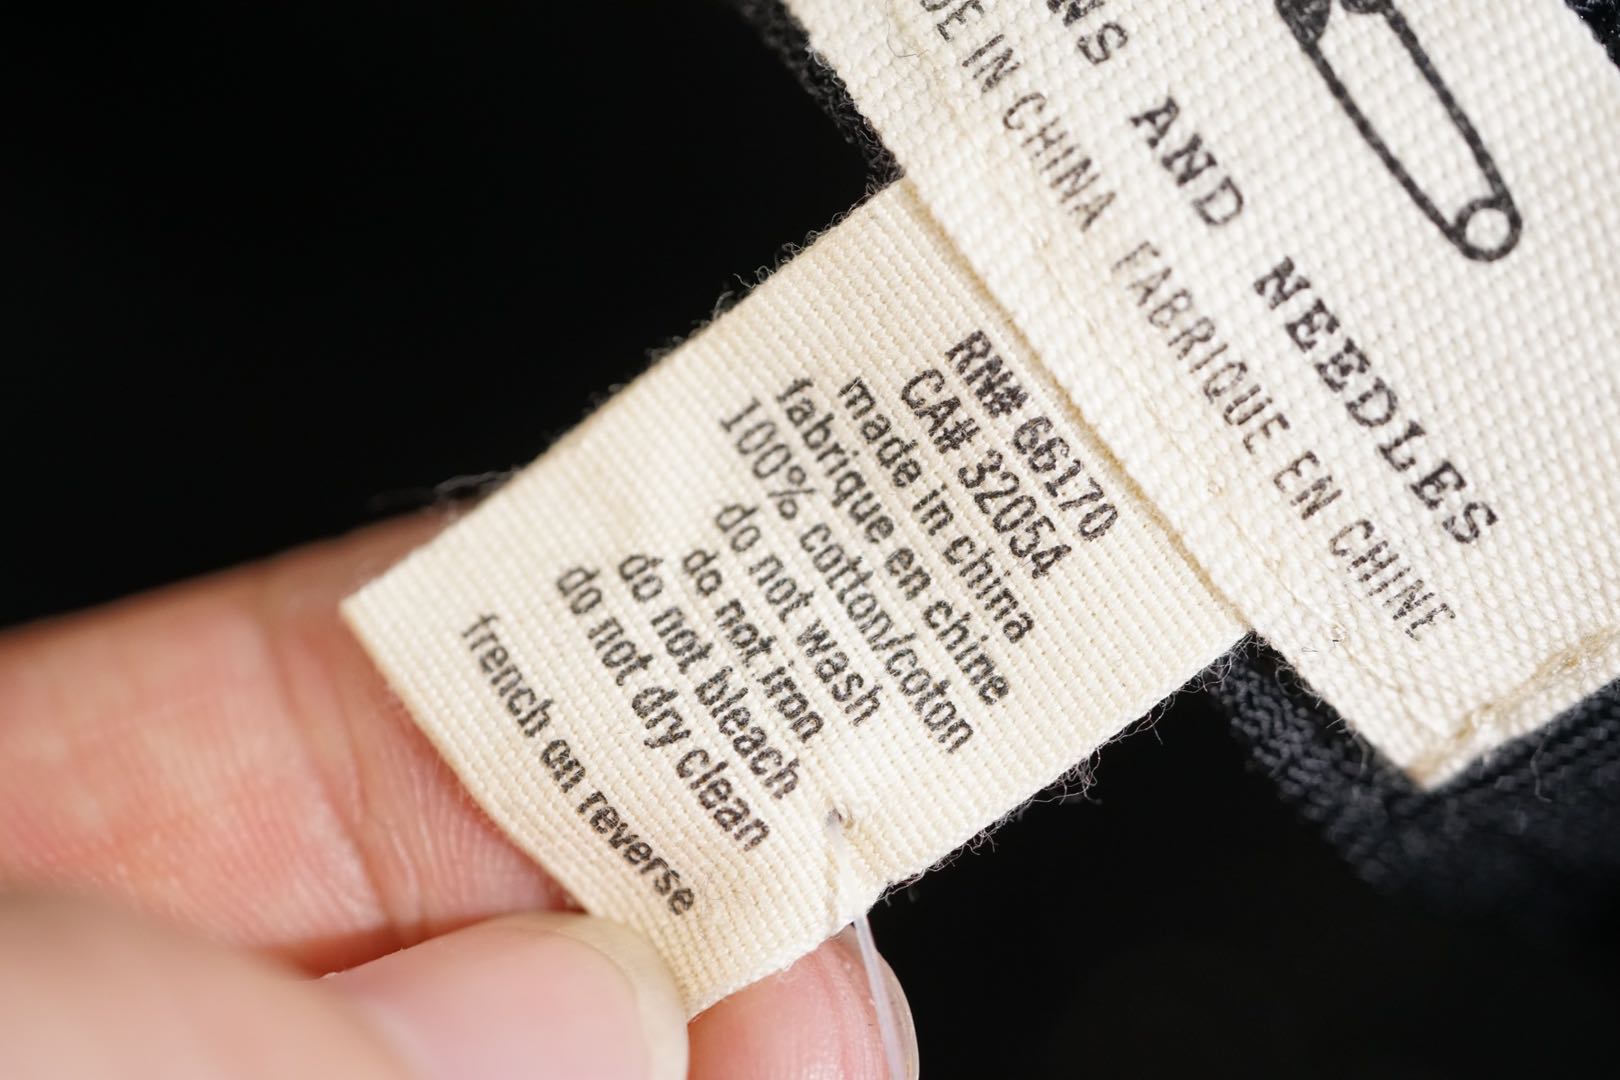 NS AND NEEDLES
DE IN CHINA FABRIQUE EN CHINE
RN# 66170
CA# 32054
made in china
fabrique en chine
100% cotton/coton
do not wash
do not iron
do not bleach
do not dry clean
french on reverse